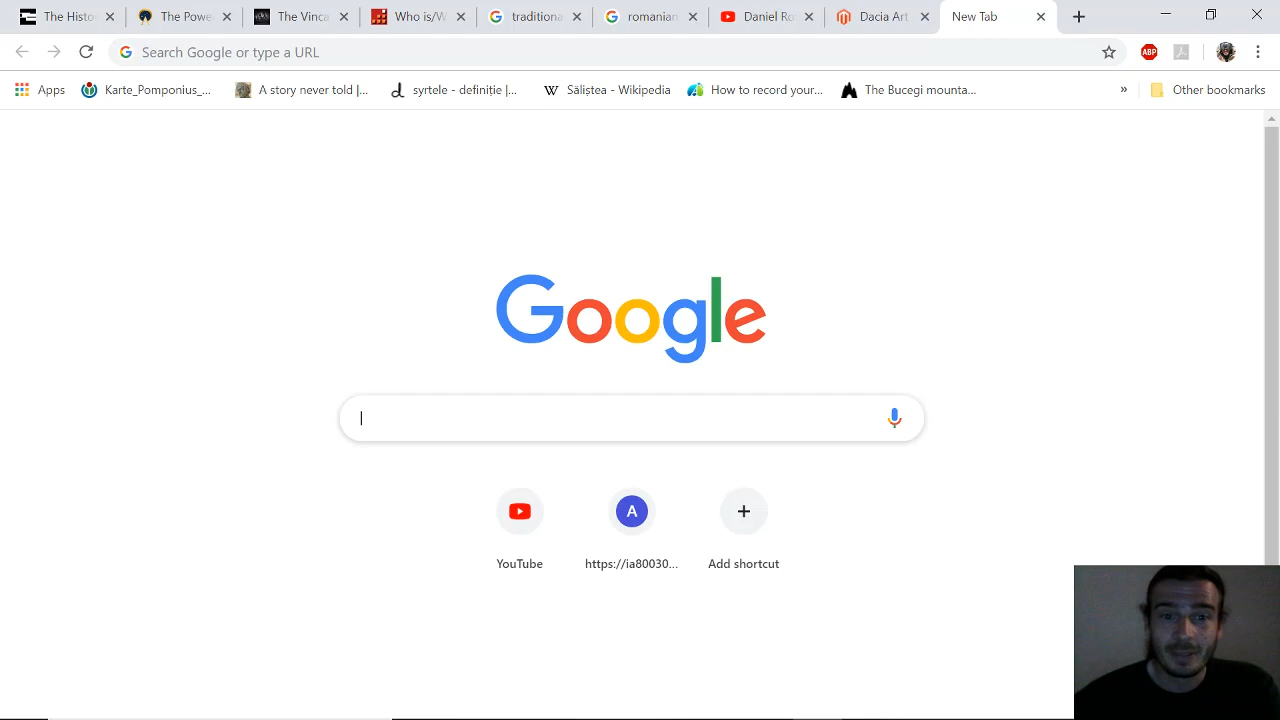 The Histo
The Powe
The Vinca
Who is/W
traditiona
romanian
Daniel Ro
Dacia Art
New Tab
Search Google or type a URL
ABP
Apps
Karte_Pomponius_...
A story never told |...
syrtele - definiție |...
Săliștea - Wikipedia
How to record your...
The Bucegi mounta...
»
Other bookmarks
Google
A
YouTube
https://ia80030...
Add shortcut